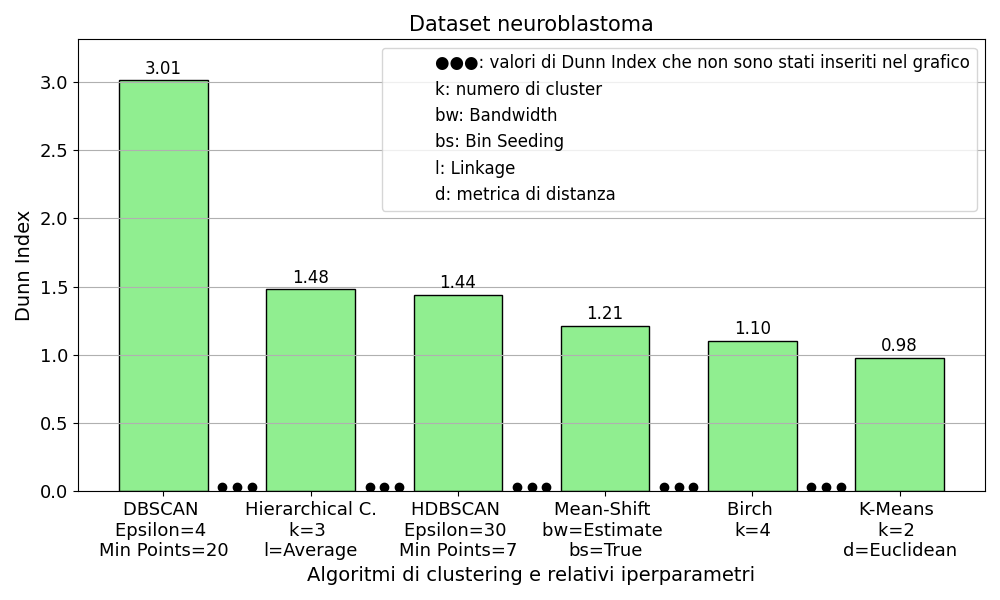 Dataset neuroblastoma
●●●: valori di Dunn Index che non sono stati inseriti nel grafico
k: numero di cluster
bw: Bandwidth
bs: Bin Seeding
l: Linkage
d: metrica di distanza
Dunn Index
3.0
2.5
2.0
1.5
1.0
0.5
0.0
3.01
1.48
1.44
1.21
1.10
0.98
DBSCAN
Epsilon=4
Min Points=20
Hierarchical C.
k=3
l=Average
HDBSCAN
Epsilon=30
Min Points=7
Mean-Shift
bw=Estimate
bs=True
Birch
k=4
K-Means
k=2
d=Euclidean
Algoritmi di clustering e relativi iperparametri